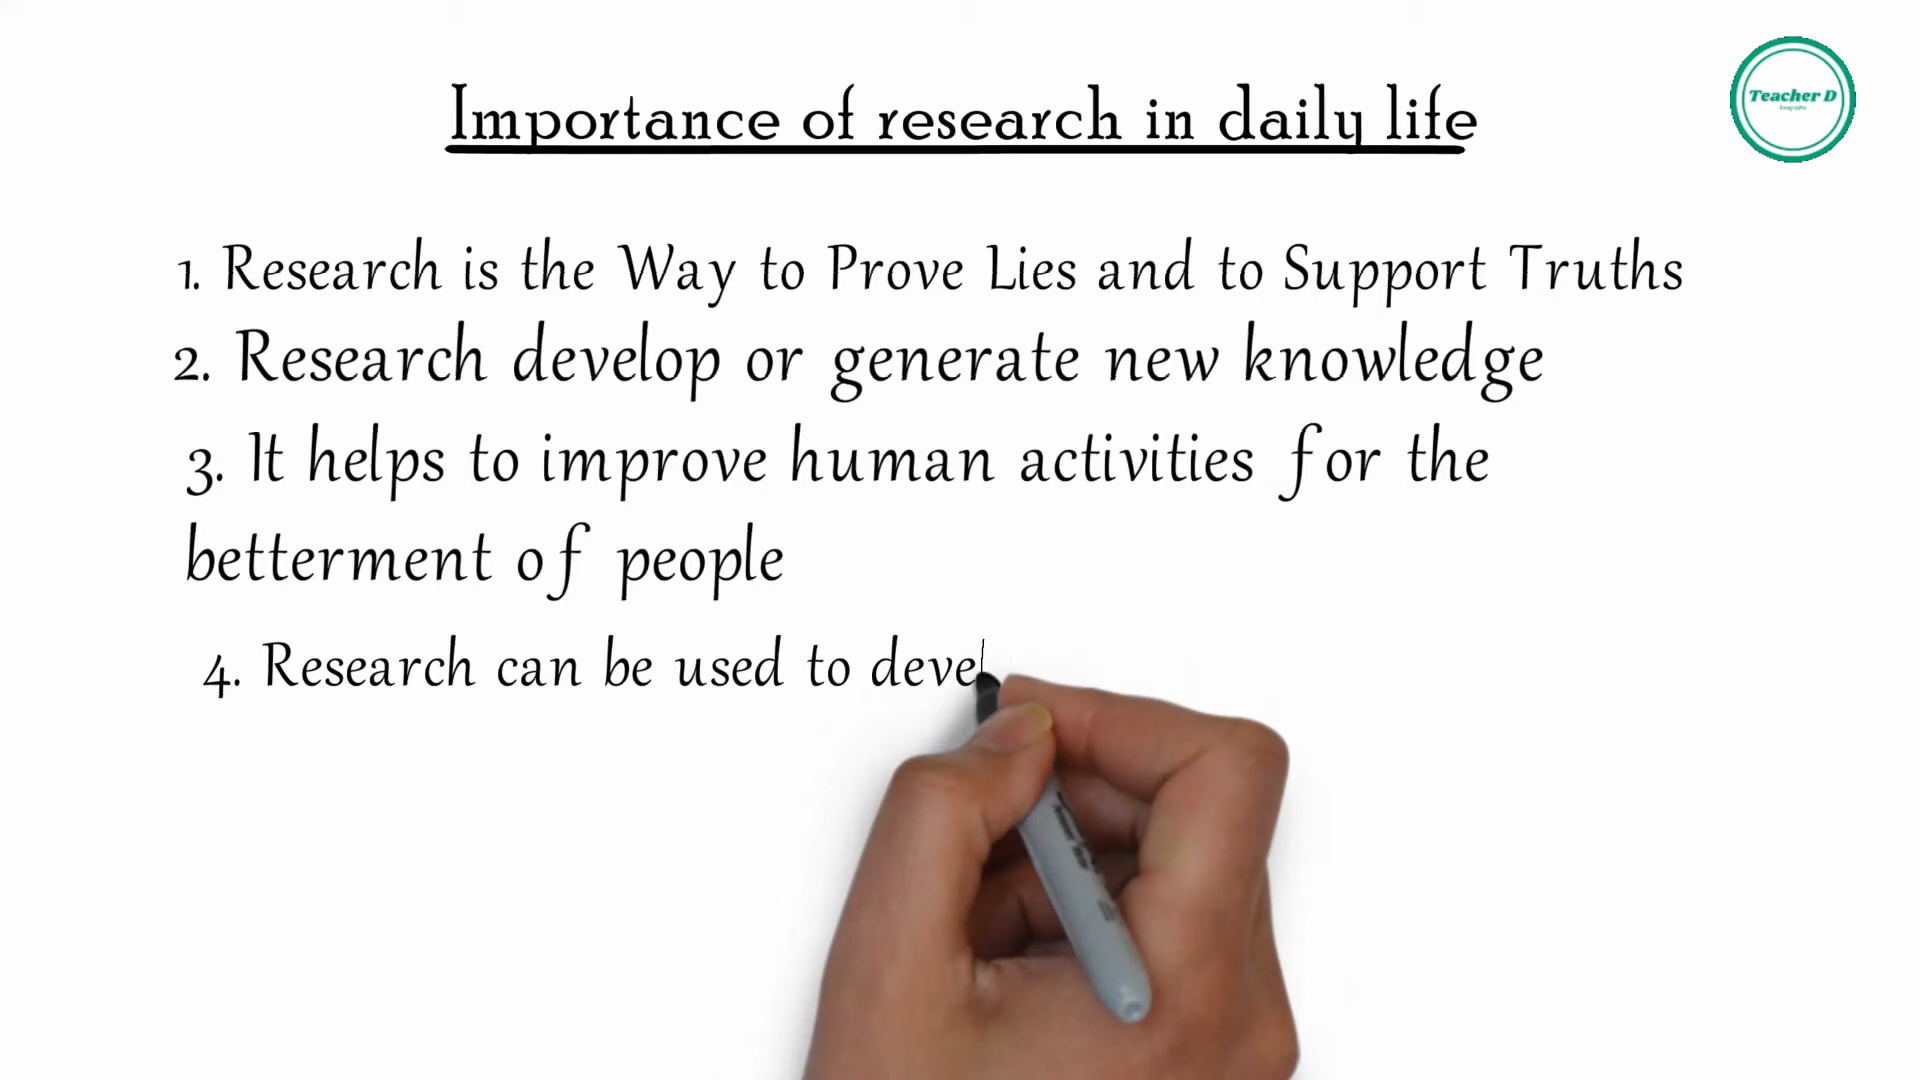 Importance of research in daily life
Teacher D
1. Research is the Way to Prove Lies and to Support Truths
2. Research develop or generate new knowledge
3. It helps to improve human activities for the
betterment of people
4. Research can be used to devel